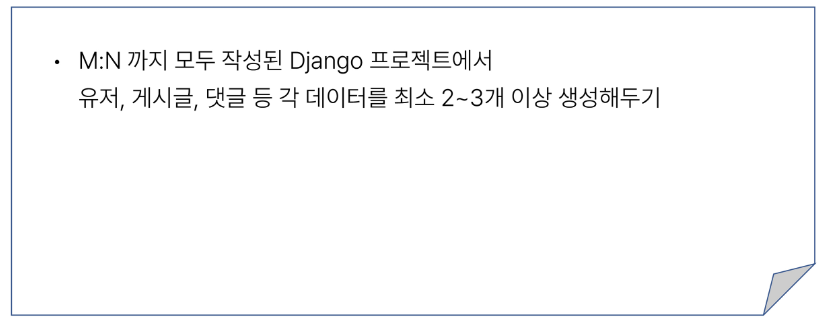 • M:N 까지 모두 작성된 Django 프로젝트에서
유저, 게시글, 댓글 등 각 데이터를 최소 2~3개 이상 생성해두기